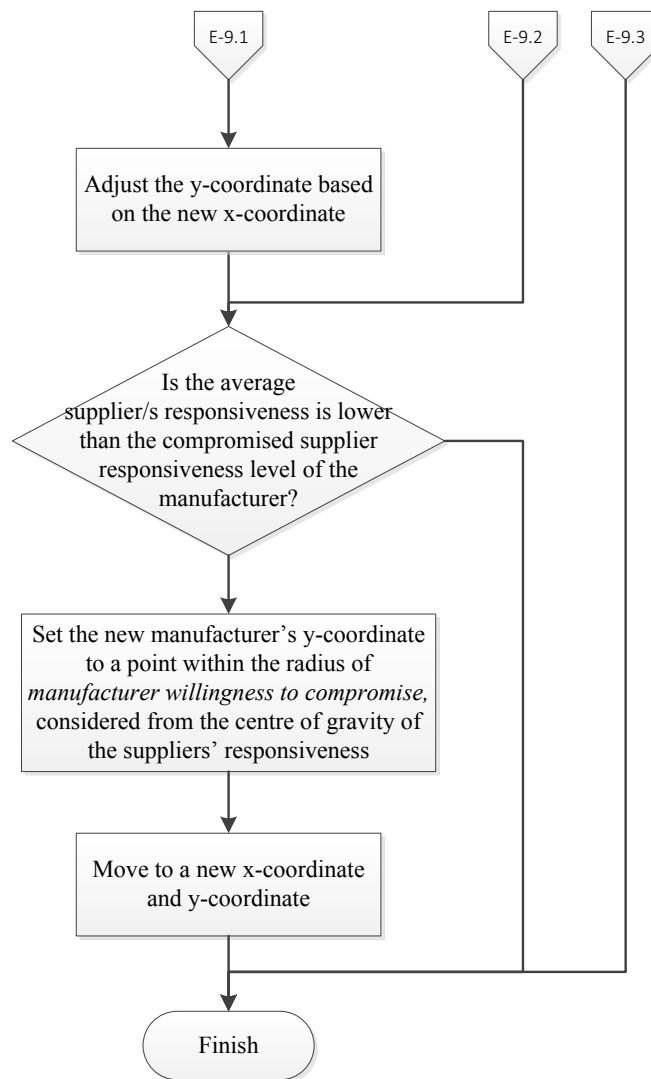 E-9.1
E-9.2
E-9.3
Adjust the y-coordinate based
on the new x-coordinate
Is the average
supplier/s responsiveness is lower
than the compromised supplier
responsiveness level of the
manufacturer?
Set the new manufacturer’s y-coordinate
to a point within the radius of
manufacturer willingness to compromise,
considered from the centre of gravity of
the suppliers’ responsiveness
Move to a new x-coordinate
and y-coordinate
Finish